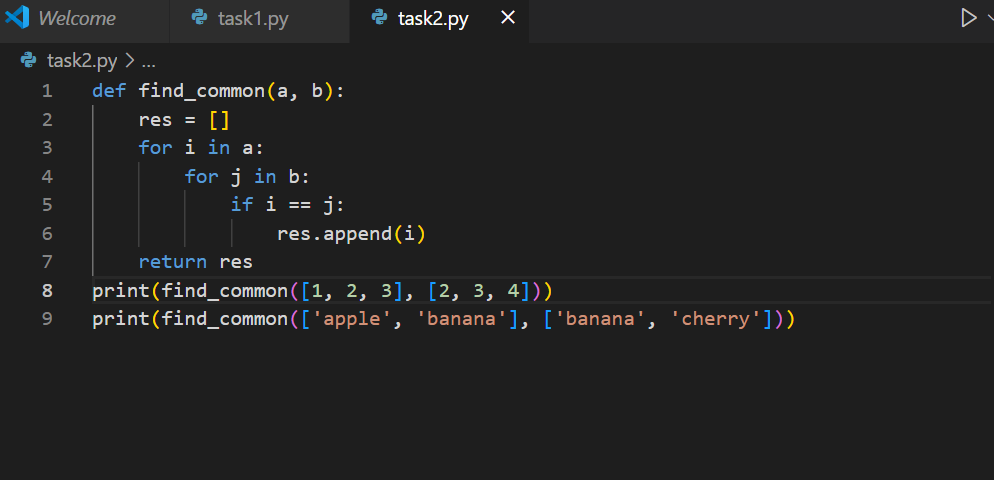 Welcome task1.py task2.py
task2.py > ...
1 def find_common(a, b):
2     res = []
3     for i in a:
4         for j in b:
5             if i == j:
6                 res.append(i)
7     return res
8 print(find_common([1, 2, 3], [2, 3, 4]))
9 print(find_common(['apple', 'banana'], ['banana', 'cherry']))